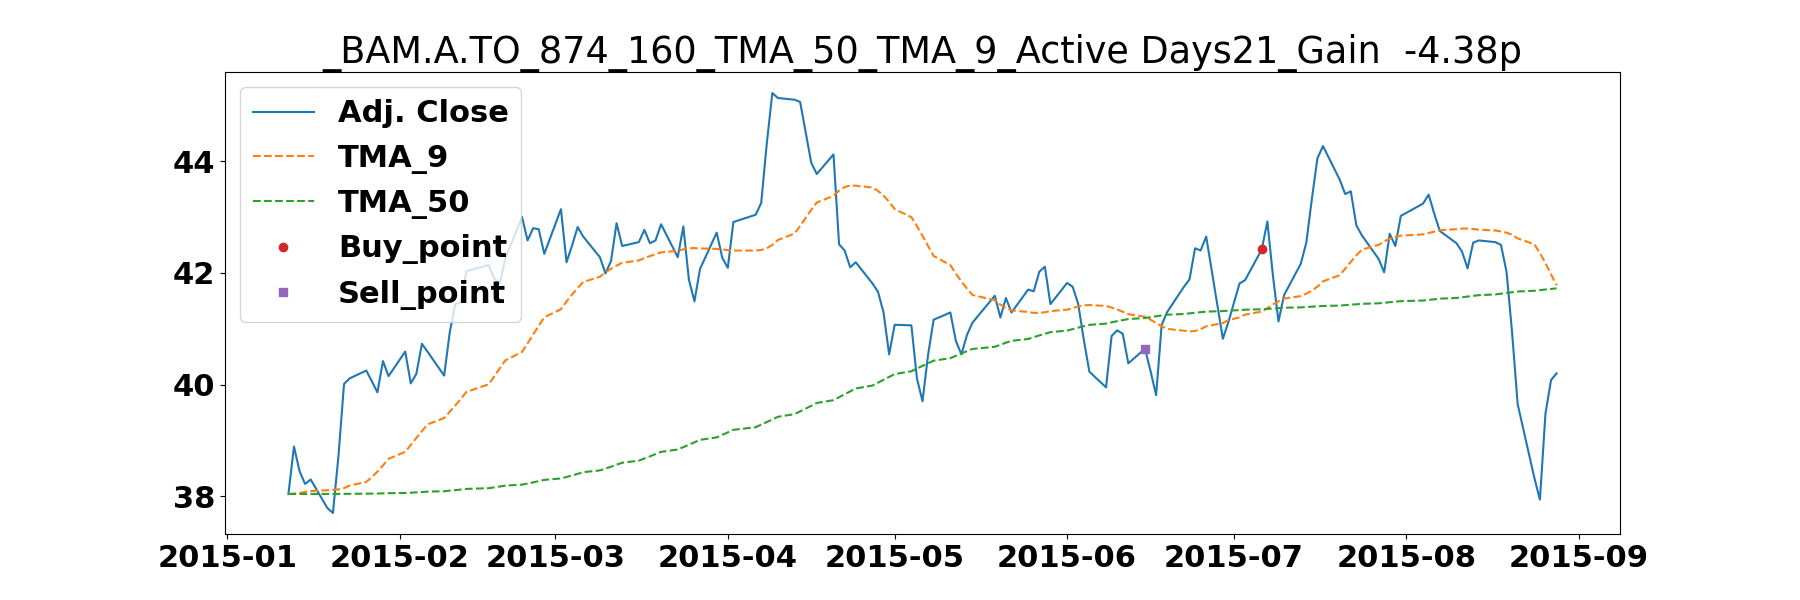 _BAM.A.TO_874_160_TMA_50_TMA_9_Active Days21_Gain  -4.38p
Adj. Close
TMA_9
TMA_50
Buy_point
Sell_point
44
42
40
38
2015-01 2015-02 2015-03 2015-04 2015-05 2015-06 2015-07 2015-08 2015-09